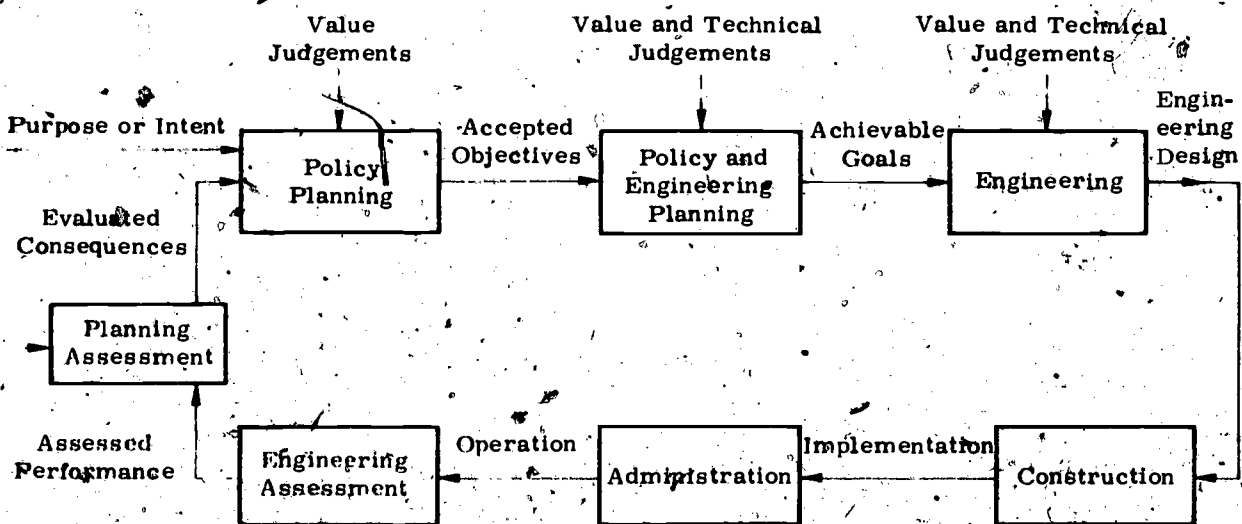 Value
Judgements
Value and Technical
Judgements
Value and Technical
Judgements
Purpose or Intent
Policy
Planning
Accepted
Objectives
Policy and
Engineering
Planning
Achievable
Goals
Engineering
Engin-
eering
Design
Evaluated
Consequences
Planning
Assessment
Assessed
Performance
Engineering
Assessment
Operation
Administration
Implementation
Construction